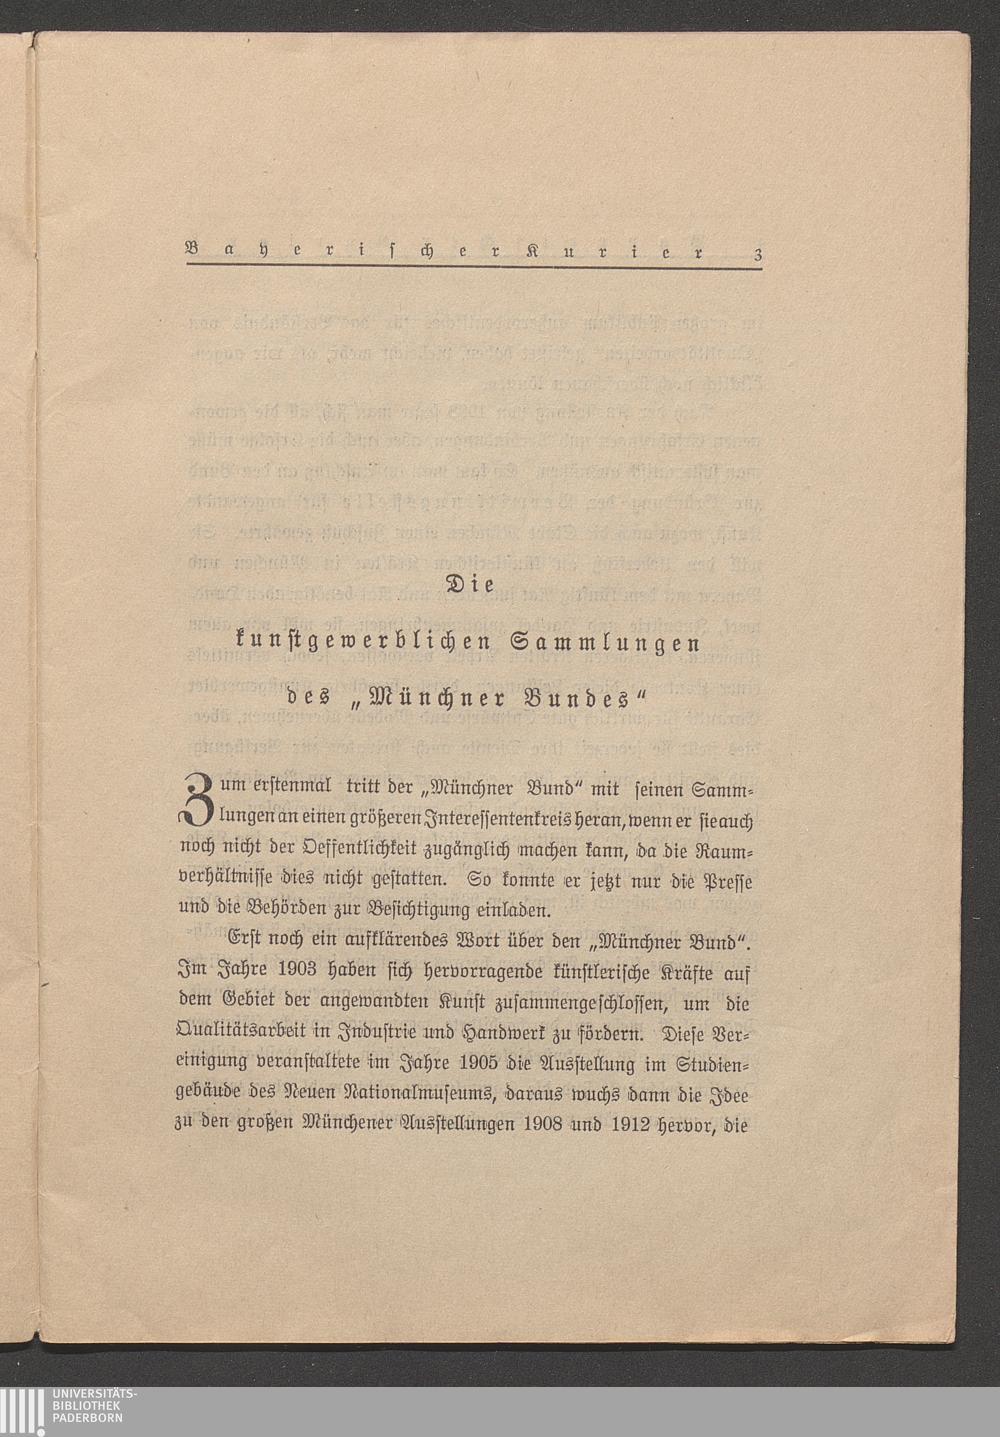 Bayerischer Kurier 3
Die
kunstgewerblichen Sammlungen
des „Münchner Bundes“
Zum erstenmal tritt der „Münchner Bund“ mit seinen Samm-
lungen an einen größeren Interessentenkreis heran, wenn er sie auch
noch nicht der Oeffentlichkeit zugänglich machen kann, da die Raum-
verhältnisse dies nicht gestatten. So konnte er jetzt nur die Presse
und die Behörden zur Besichtigung einladen.
Erst noch ein aufklärendes Wort über den „Münchner Bund“.
Im Jahre 1903 haben sich hervorragende künstlerische Kräfte auf
dem Gebiet der angewandten Kunst zusammengeschlossen, um die
Qualitätsarbeit in Industrie und Handwerk zu fördern. Diese Ver-
einigung veranstaltete im Jahre 1905 die Ausstellung im Studien-
gebäude des Neuen Nationalmuseums, daraus wuchs dann die Idee
zu den großen Münchener Ausstellungen 1908 und 1912 hervor, die
UNIVERSITÄTS-
BIBLIOTHEK
PADERBORN